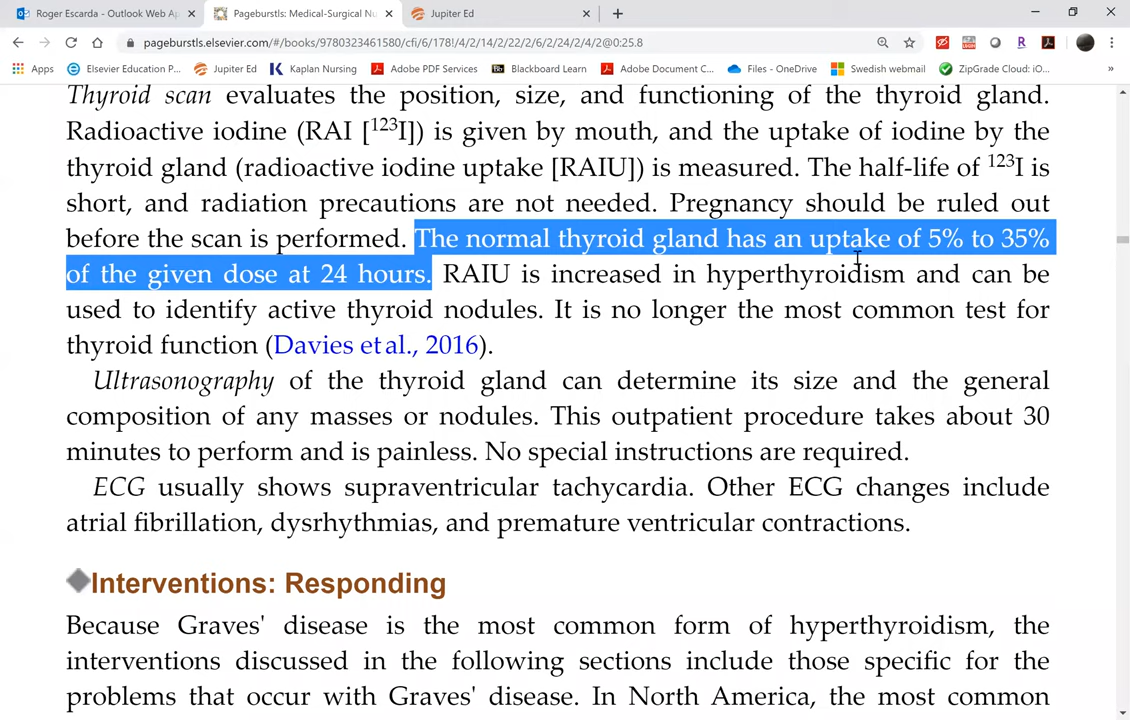 Roger Escarda - Outlook Web Ap
Pageburstls: Medical-Surgical Nu
Jupiter Ed
pageburstls.elsevier.com/#/books/9780323461580/cfi/6/178!/4/2/14/2/22/2/6/2/24/2/4/2@0:25.8
Apps
Elsevier Education P...
Jupiter Ed
Kaplan Nursing
Adobe PDF Services
Blackboard Learn
Adobe Document C...
Files - OneDrive
Swedish webmail
ZipGrade Cloud: iO...
Thyroid scan evaluates the position, size, and functioning of the thyroid gland.
Radioactive iodine (RAI [¹²³I]) is given by mouth, and the uptake of iodine by the
thyroid gland (radioactive iodine uptake [RAIU]) is measured. The half-life of ¹²³I is
short, and radiation precautions are not needed. Pregnancy should be ruled out
before the scan is performed. The normal thyroid gland has an uptake of 5% to 35%
of the given dose at 24 hours. RAIU is increased in hyperthyroidism and can be
used to identify active thyroid nodules. It is no longer the most common test for
thyroid function (Davies et al., 2016).
Ultrasonography of the thyroid gland can determine its size and the general
composition of any masses or nodules. This outpatient procedure takes about 30
minutes to perform and is painless. No special instructions are required.
ECG usually shows supraventricular tachycardia. Other ECG changes include
atrial fibrillation, dysrhythmias, and premature ventricular contractions.
Interventions: Responding
Because Graves' disease is the most common form of hyperthyroidism, the
interventions discussed in the following sections include those specific for the
problems that occur with Graves' disease. In North America, the most common